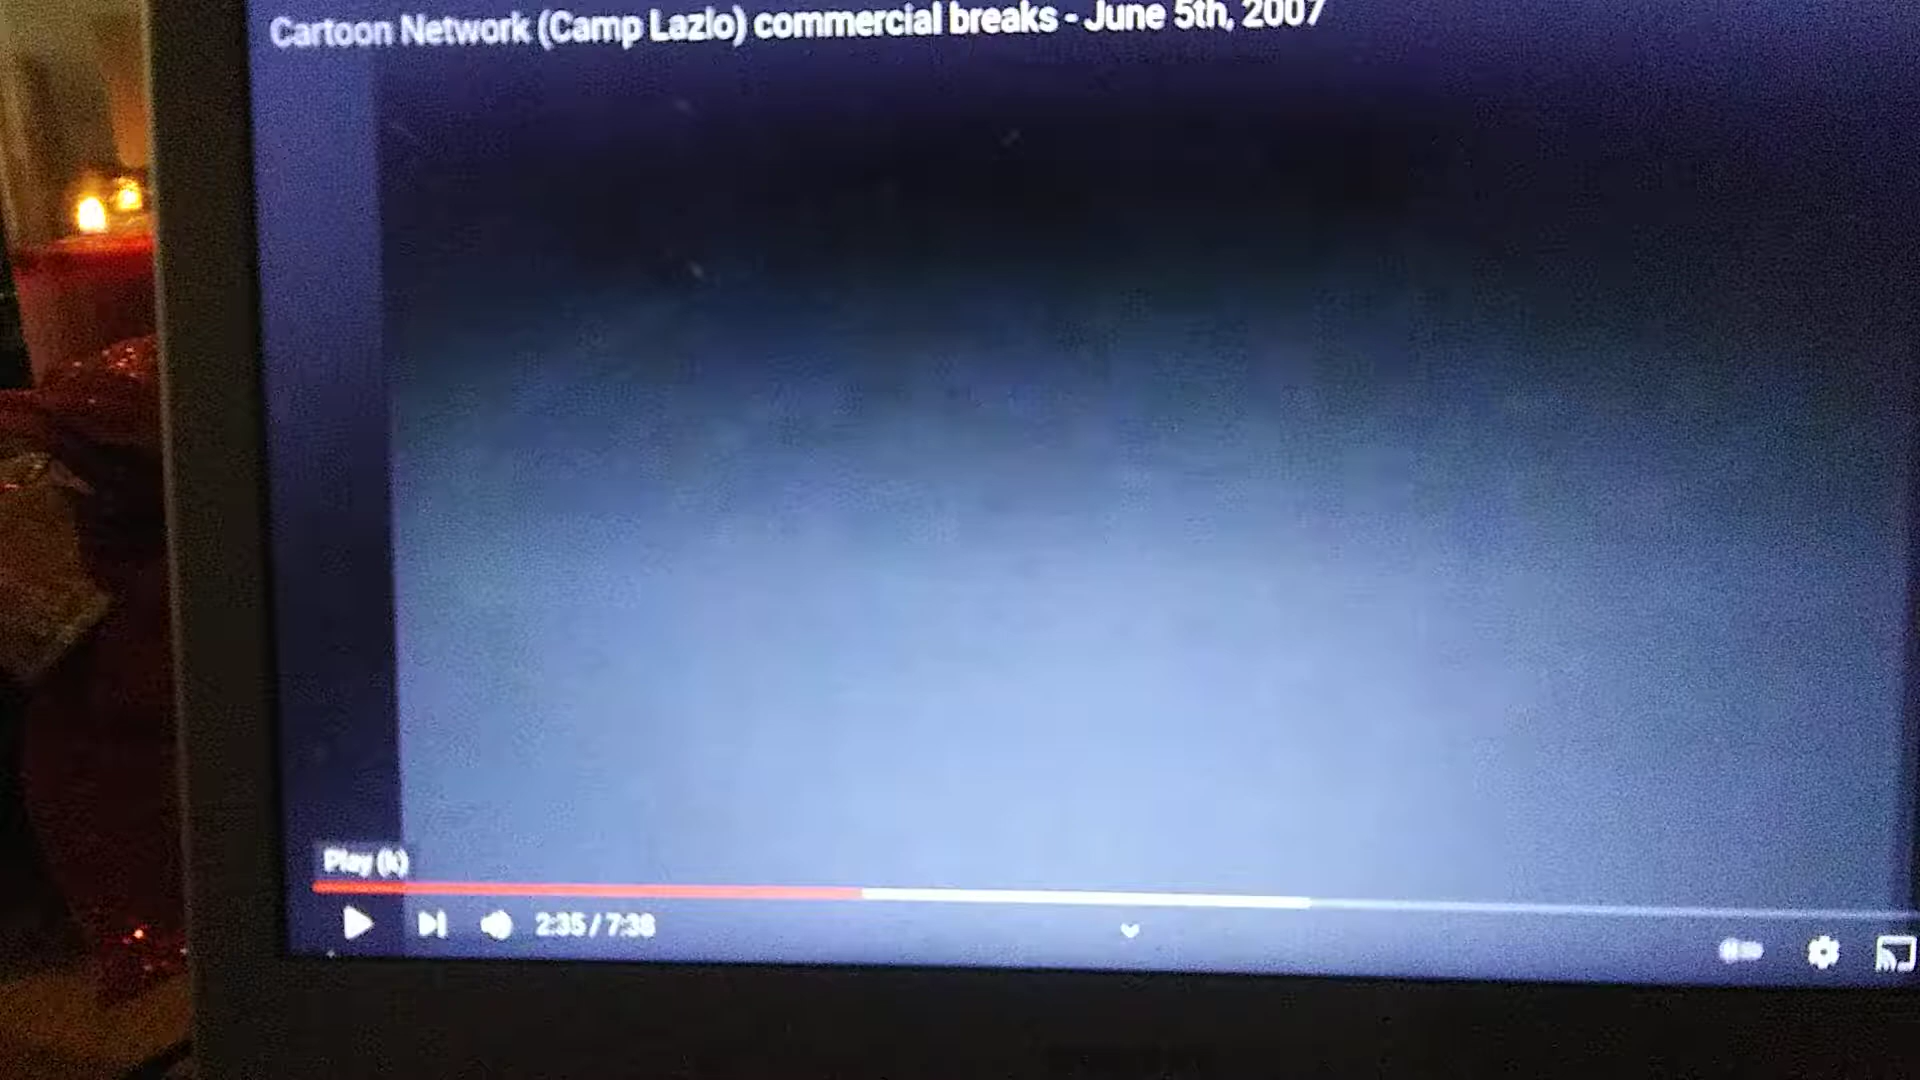 Cartoon Network (Camp Lazlo) commercial breaks - June 5th, 2007
Play (k)
2:35 / 7:38